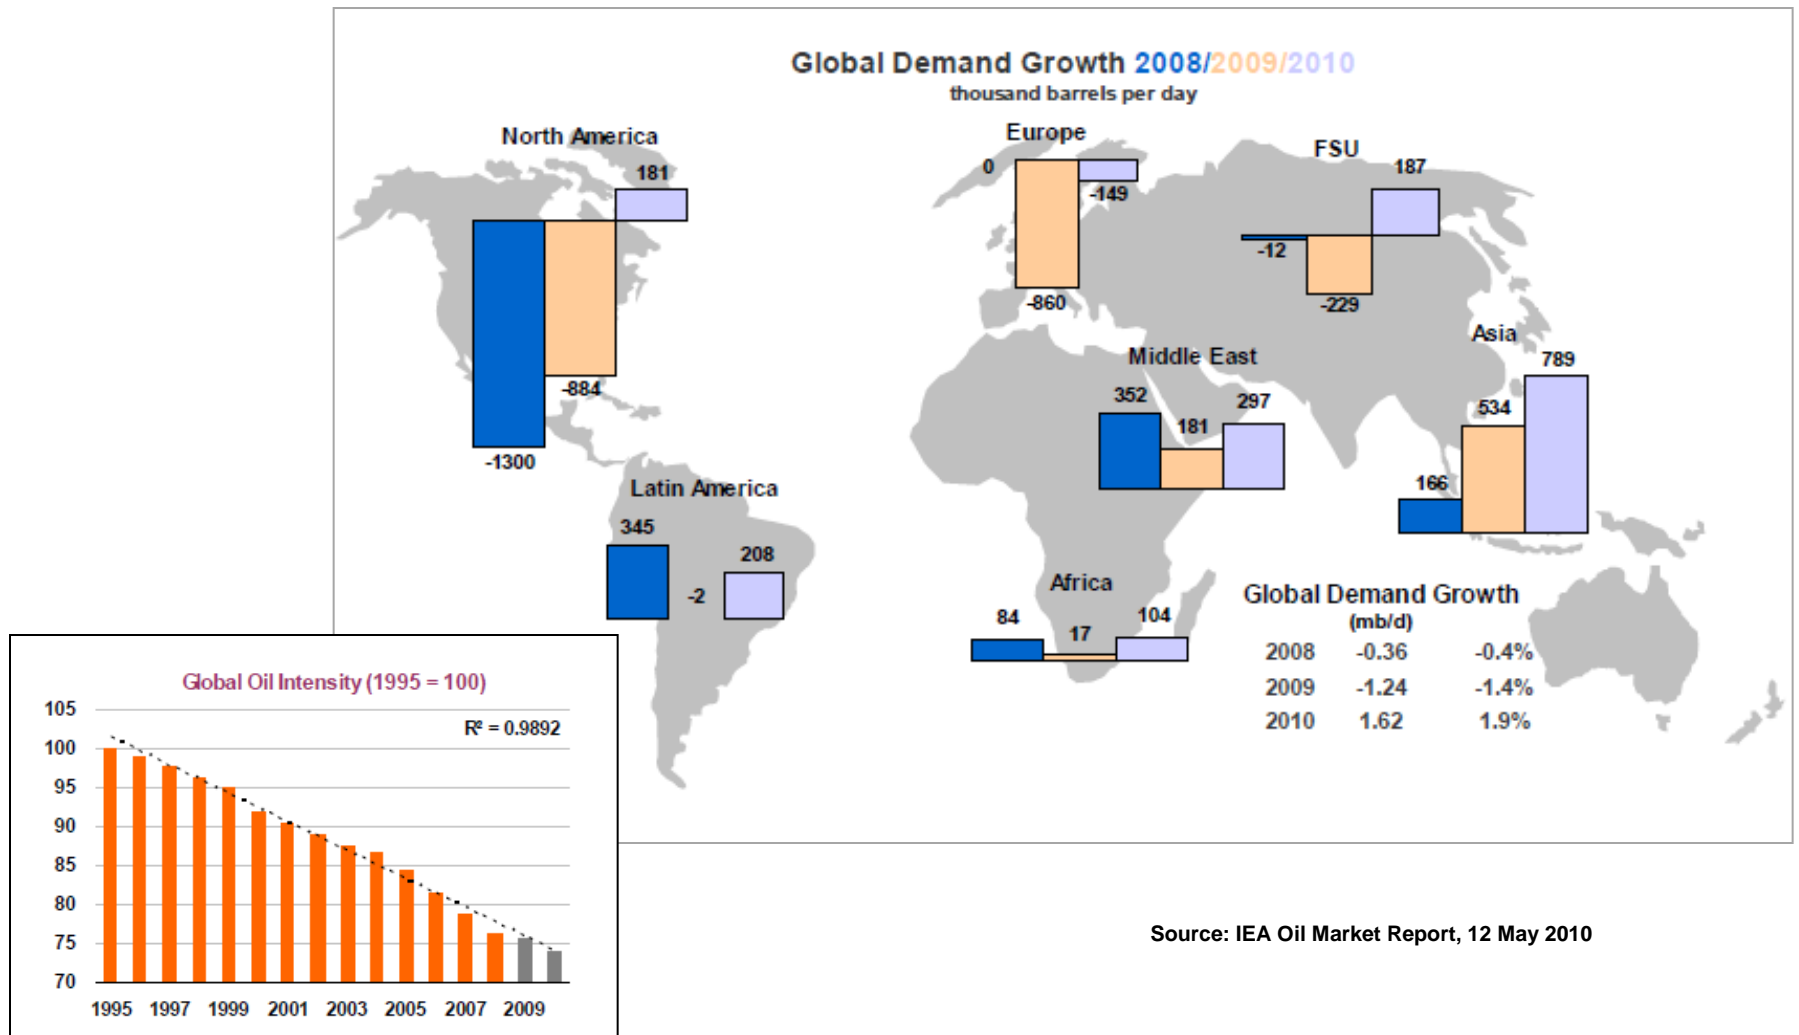 Global Demand Growth 2008/2009/2010
thousand barrels per day
North America
181
-884
-1300
Europe
0
-149
-860
FSU
187
-12
-229
Asia
789
534
166
Middle East
352
181
297
Latin America
345
208
-2
Africa
84
17
104
Global Demand Growth
(mb/d)
2008 -0.36 -0.4%
2009 -1.24 -1.4%
2010 1.62 1.9%
Global Oil Intensity (1995 = 100)
R² = 0.9892
105
100
95
90
85
80
75
70
1995 1997 1999 2001 2003 2005 2007 2009
Source: IEA Oil Market Report, 12 May 2010